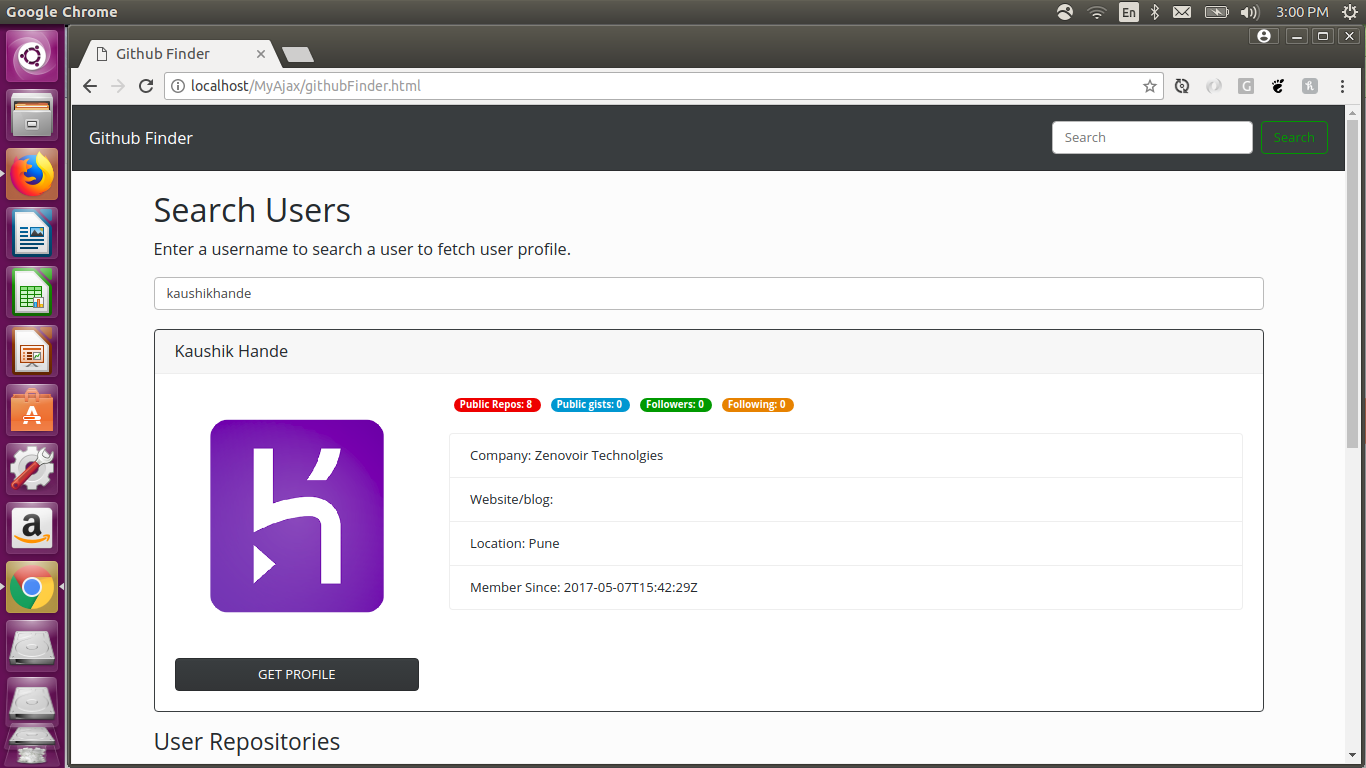 Google Chrome
En
3:00 PM
Github Finder
localhost/MyAjax/githubFinder.html
Github Finder
Search
Search
Search Users
Enter a username to search a user to fetch user profile.
kaushikhande
Kaushik Hande
Public Repos: 8
Public gists: 0
Followers: 0
Following: 0
Company: Zenovoir Technolgies
Website/blog:
Location: Pune
Member Since: 2017-05-07T15:42:29Z
GET PROFILE
User Repositories